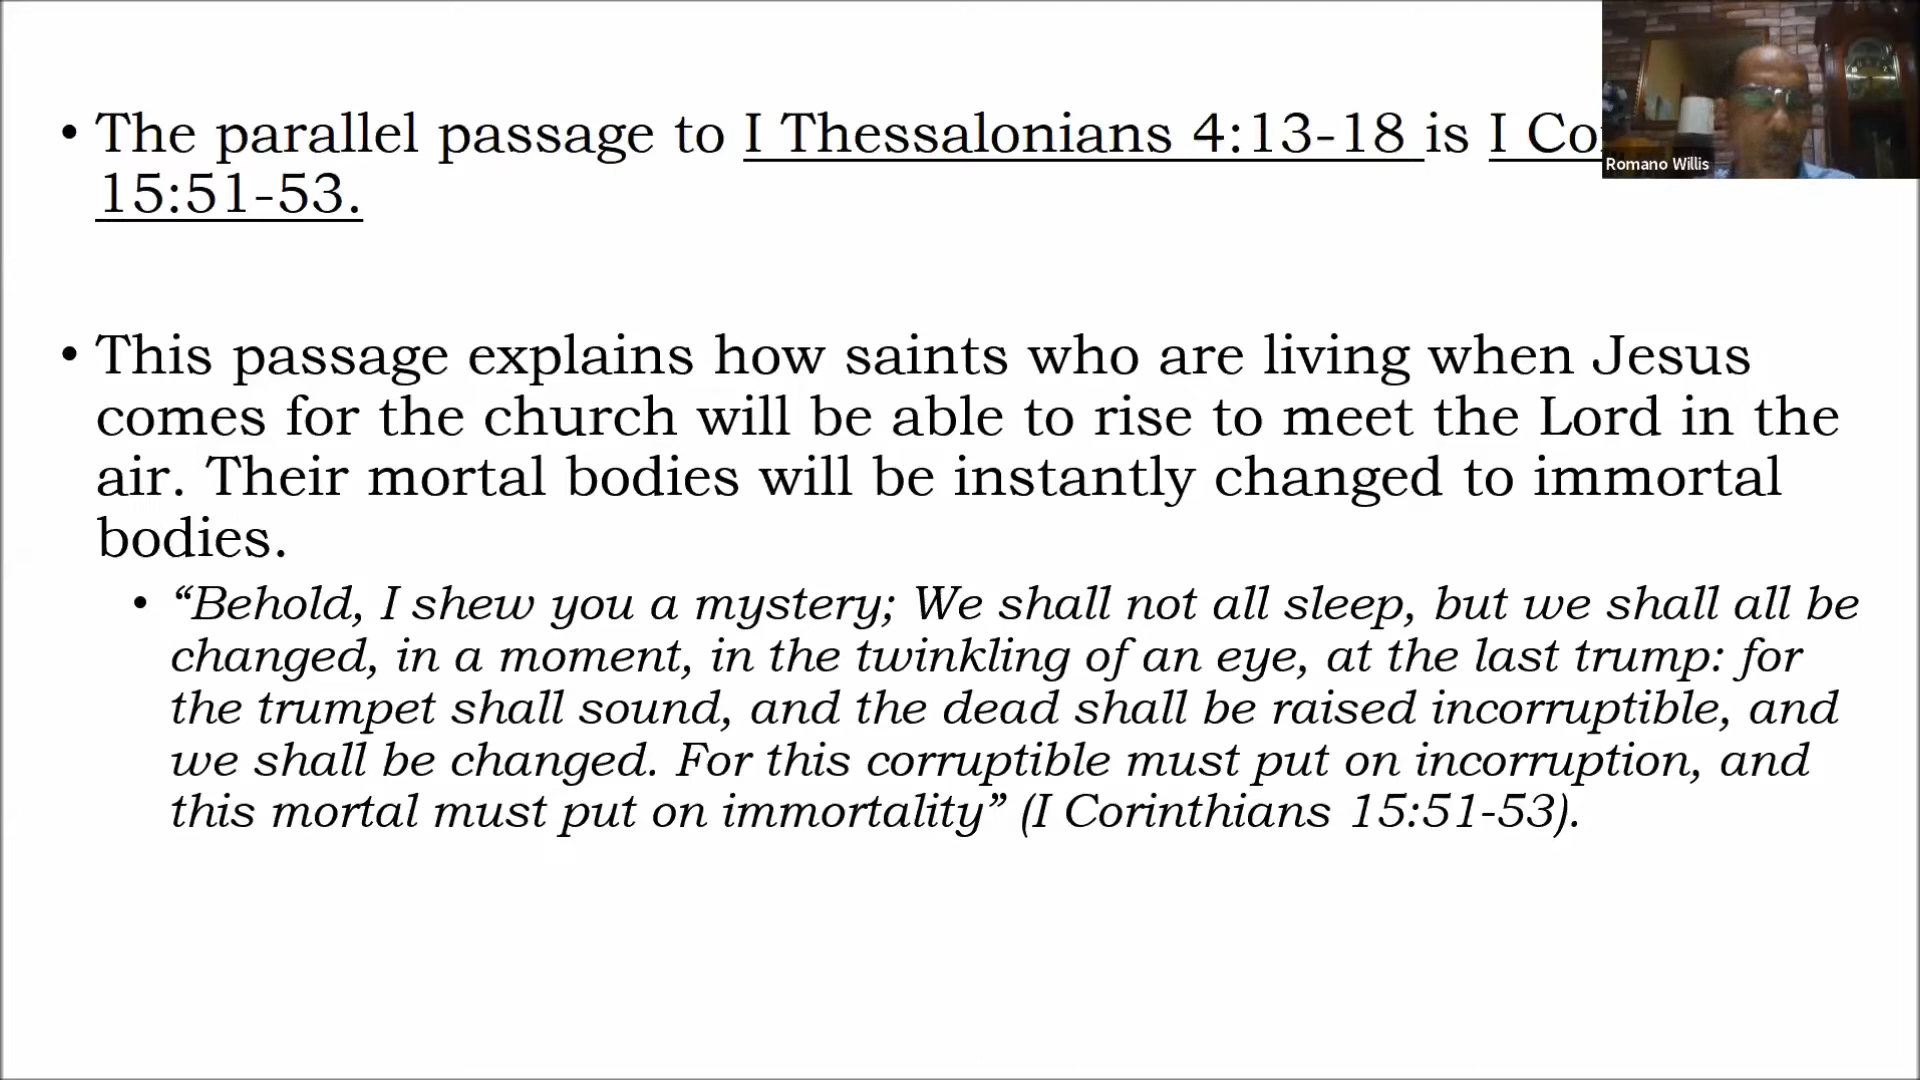 • The parallel passage to I Thessalonians 4:13-18 is I Co
15:51-53.
• This passage explains how saints who are living when Jesus
comes for the church will be able to rise to meet the Lord in the
air. Their mortal bodies will be instantly changed to immortal
bodies.
• “Behold, I shew you a mystery; We shall not all sleep, but we shall all be
changed, in a moment, in the twinkling of an eye, at the last trump: for
the trumpet shall sound, and the dead shall be raised incorruptible, and
we shall be changed. For this corruptible must put on incorruption, and
this mortal must put on immortality” (I Corinthians 15:51-53).
Romano Willis